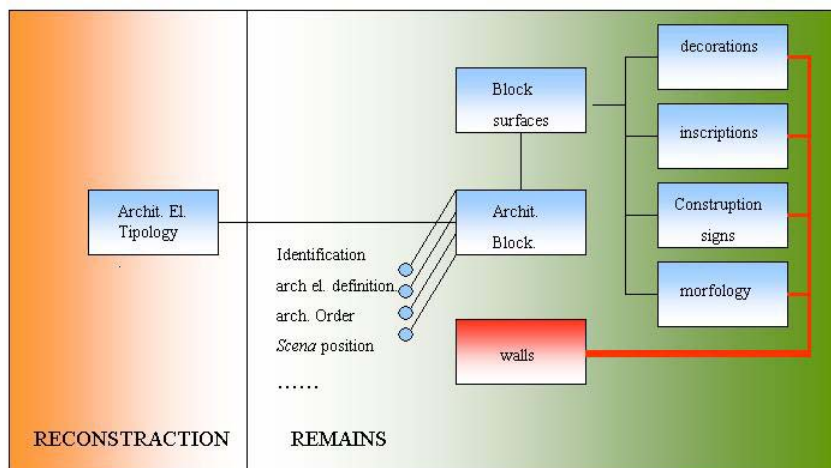 decorations
Block
surfaces
inscriptions
Archit. El.
Tipology
.
Archit.
Block.
Construption
signs
Identification
arch el. definition
arch. Order
Scena position
……
morfology
walls
RECONSTRACTION
REMAINS